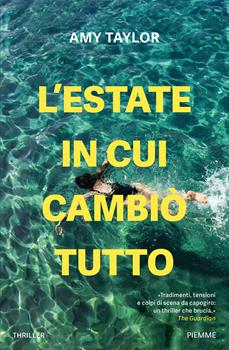 AMY TAYLOR
L'ESTATE
IN CUI
CAMBIÒ
TUTTO
«Tradimenti, tensioni
e colpi di scena da capogiro:
un thriller che brucia.»
The Guardian
THRILLER
PIEMME